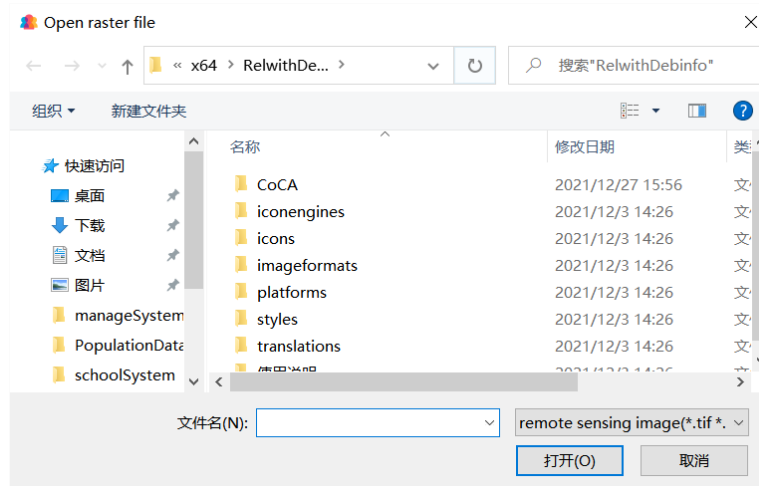 Open raster file
« x64 > RelwithDe... >
搜索"RelwithDebinfo"
组织
新建文件夹
名称
修改日期
快速访问
桌面
下载
文档
图片
manageSystem
PopulationData
schoolSystem
CoCA 2021/12/27 15:56
iconengines 2021/12/3 14:26
icons 2021/12/3 14:26
imageformats 2021/12/3 14:26
platforms 2021/12/3 14:26
styles 2021/12/3 14:26
translations 2021/12/3 14:26
文件名(N):
remote sensing image(*.tif *.
打开(O)
取消